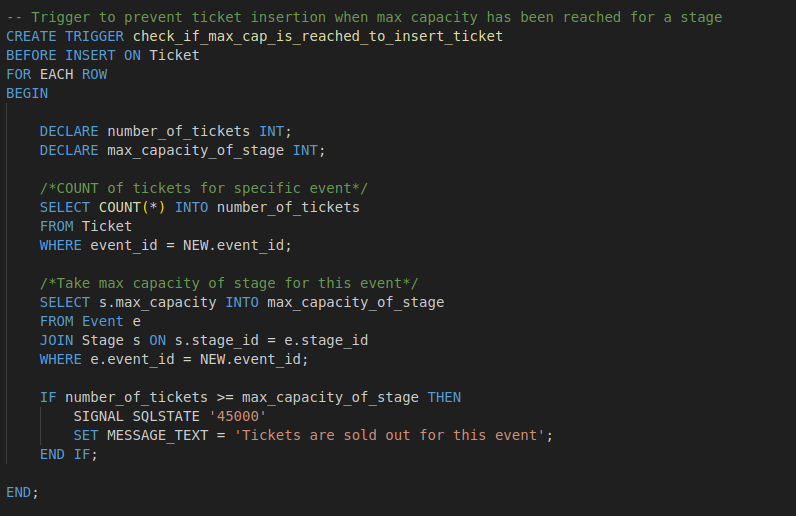 -- Trigger to prevent ticket insertion when max capacity has been reached for a stage
CREATE TRIGGER check_if_max_cap_is_reached_to_insert_ticket
BEFORE INSERT ON Ticket
FOR EACH ROW
BEGIN
DECLARE number_of_tickets INT;
DECLARE max_capacity_of_stage INT;
/*COUNT of tickets for specific event*/
SELECT COUNT(*) INTO number_of_tickets
FROM Ticket
WHERE event_id = NEW.event_id;
/*Take max capacity of stage for this event*/
SELECT s.max_capacity INTO max_capacity_of_stage
FROM Event e
JOIN Stage s ON s.stage_id = e.stage_id
WHERE e.event_id = NEW.event_id;
IF number_of_tickets >= max_capacity_of_stage THEN
SIGNAL SQLSTATE '45000'
SET MESSAGE_TEXT = 'Tickets are sold out for this event';
END IF;
END;